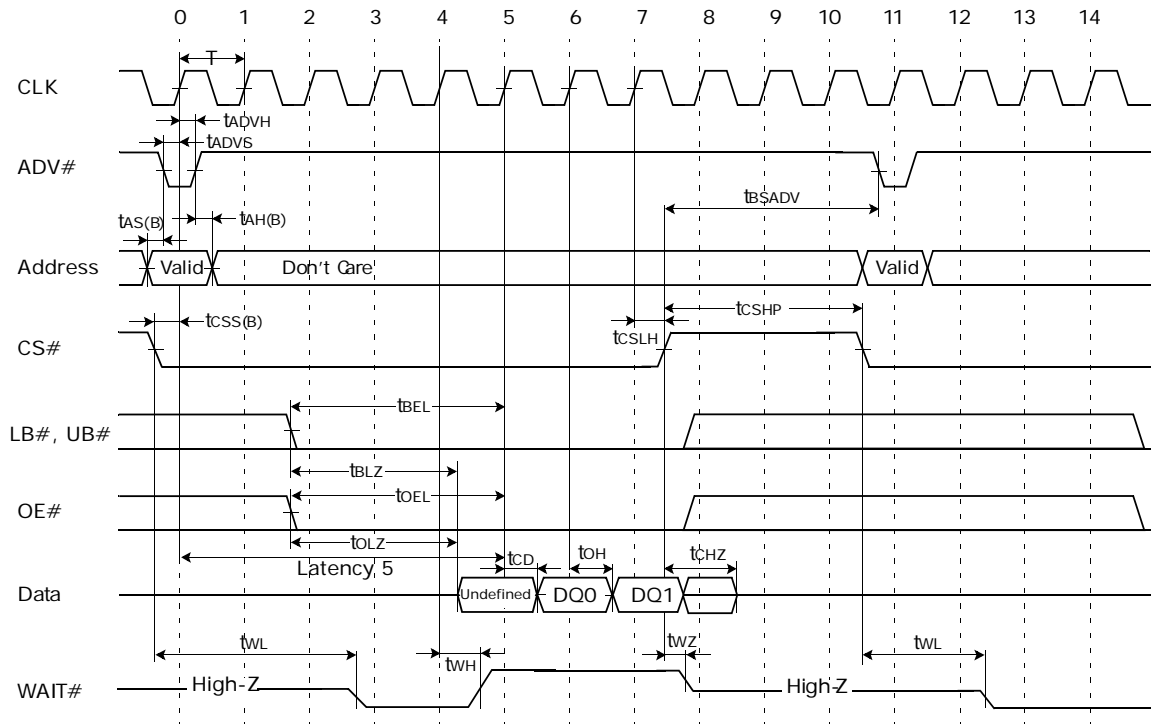 0 1 2 3 4 5 6 7 8 9 10 11 12 13 14
T
CLK
tADVH
tADVS
ADV#
tBSADV
tAS(B)
tAH(B)
Address
Valid
Don't Care
Valid
tCSS(B)
tCSHP
tCSLH
CS#
tBEL
LB#, UB#
tBLZ
tOEL
OE#
tOLZ
Latency 5
tCD
tOH
tCHZ
Data
Undefined
DQ0
DQ1
tWL
tWH
tWZ
tWL
WAIT#
High-Z
High-Z